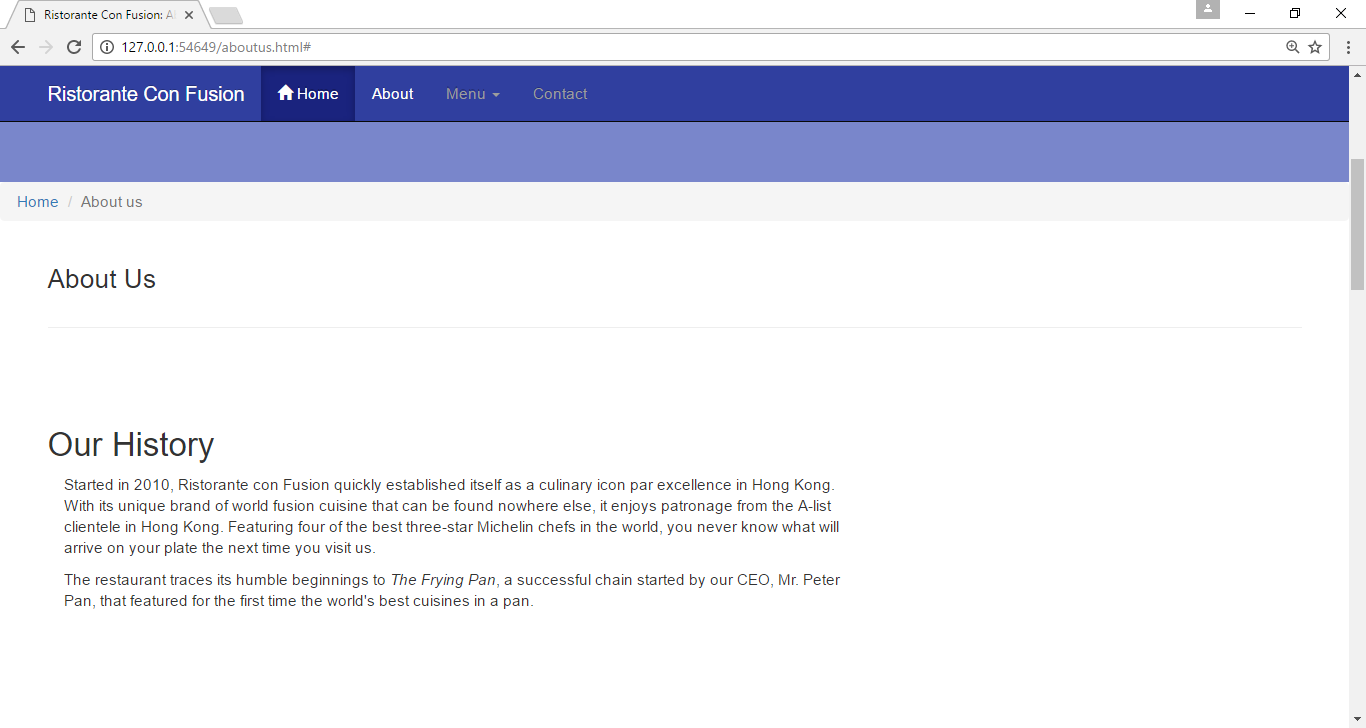 Ristorante Con Fusion: A
127.0.0.1:54649/aboutus.html#
Ristorante Con Fusion Home About Menu Contact
Home / About us
About Us
Our History
Started in 2010, Ristorante con Fusion quickly established itself as a culinary icon par excellence in Hong Kong.
With its unique brand of world fusion cuisine that can be found nowhere else, it enjoys patronage from the A-list
clientele in Hong Kong. Featuring four of the best three-star Michelin chefs in the world, you never know what will
arrive on your plate the next time you visit us.
The restaurant traces its humble beginnings to The Frying Pan, a successful chain started by our CEO, Mr. Peter
Pan, that featured for the first time the world's best cuisines in a pan.